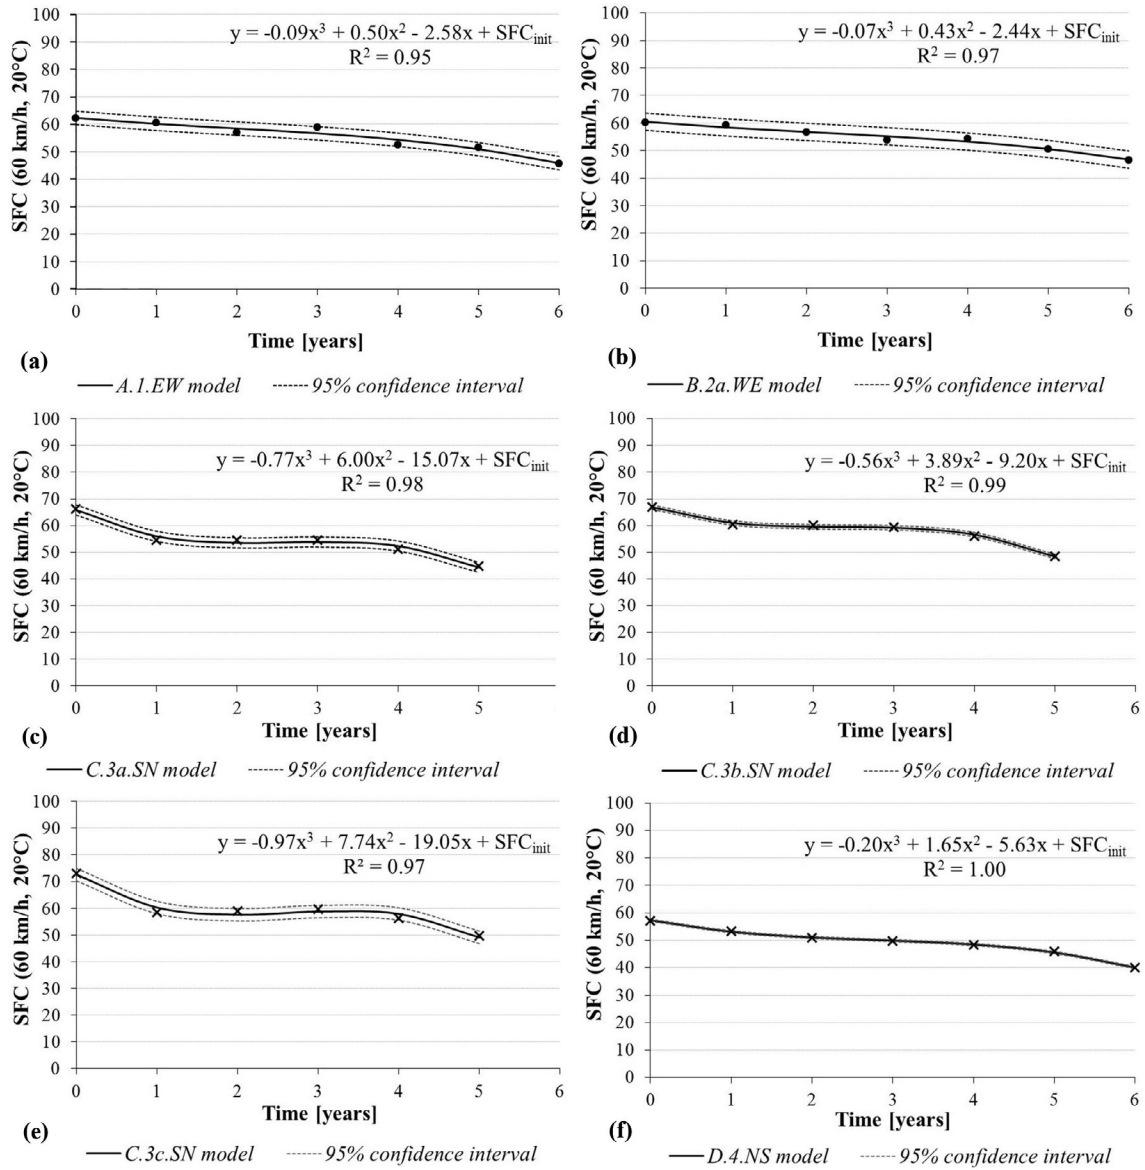 y = -0.09x³ + 0.50x² - 2.58x + SFCinit
R² = 0.95
SFC (60 km/h, 20°C)
100
90
80
70
60
50
40
30
20
10
0
0 1 2 3 4 5 6
Time [years]
(a)
A.1.EW model 95% confidence interval
y = -0.07x³ + 0.43x² - 2.44x + SFCinit
R² = 0.97
SFC (60 km/h, 20°C)
100
90
80
70
60
50
40
30
20
10
0
0 1 2 3 4 5 6
Time [years]
(b)
B.2a.WE model 95% confidence interval
y = -0.77x³ + 6.00x² - 15.07x + SFCinit
R² = 0.98
SFC (60 km/h, 20°C)
100
90
80
70
60
50
40
30
20
10
0
0 1 2 3 4 5 6
Time [years]
(c)
C.3a.SN model 95% confidence interval
y = -0.56x³ + 3.89x² - 9.20x + SFCinit
R² = 0.99
SFC (60 km/h, 20°C)
100
90
80
70
60
50
40
30
20
10
0
0 1 2 3 4 5 6
Time [years]
(d)
C.3b.SN model 95% confidence interval
y = -0.97x³ + 7.74x² - 19.05x + SFCinit
R² = 0.97
SFC (60 km/h, 20°C)
100
90
80
70
60
50
40
30
20
10
0
0 1 2 3 4 5 6
Time [years]
(e)
C.3c.SN model 95% confidence interval
y = -0.20x³ + 1.65x² - 5.63x + SFCinit
R² = 1.00
SFC (60 km/h, 20°C)
100
90
80
70
60
50
40
30
20
10
0
0 1 2 3 4 5 6
Time [years]
(f)
D.4.NS model 95% confidence interval